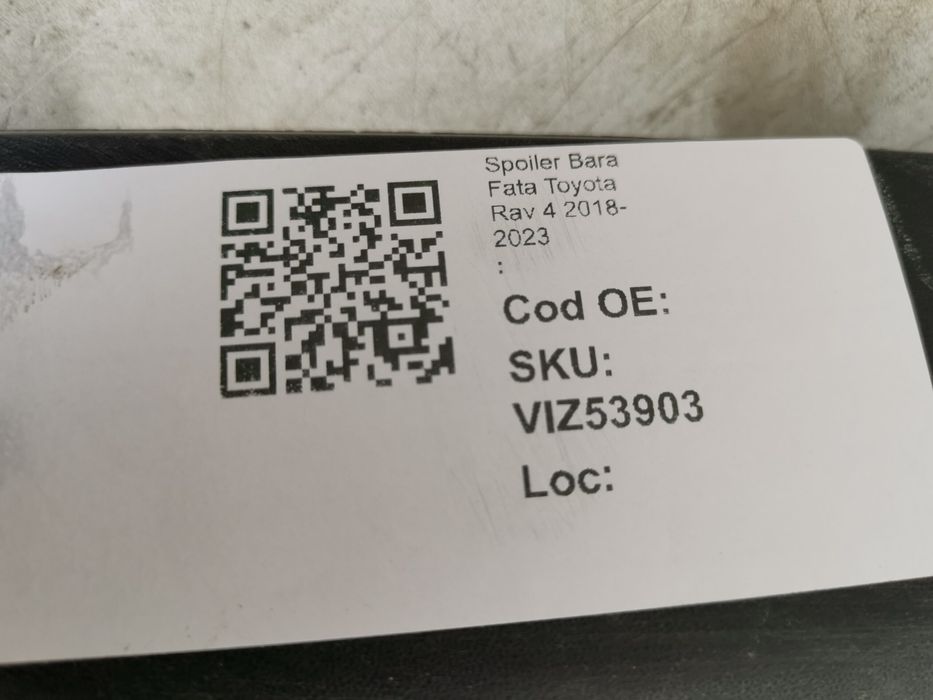 Spoiler Bara
Fata Toyota
Rav 4 2018-
2023
:
Cod OE:
SKU:
VIZ53903
Loc: